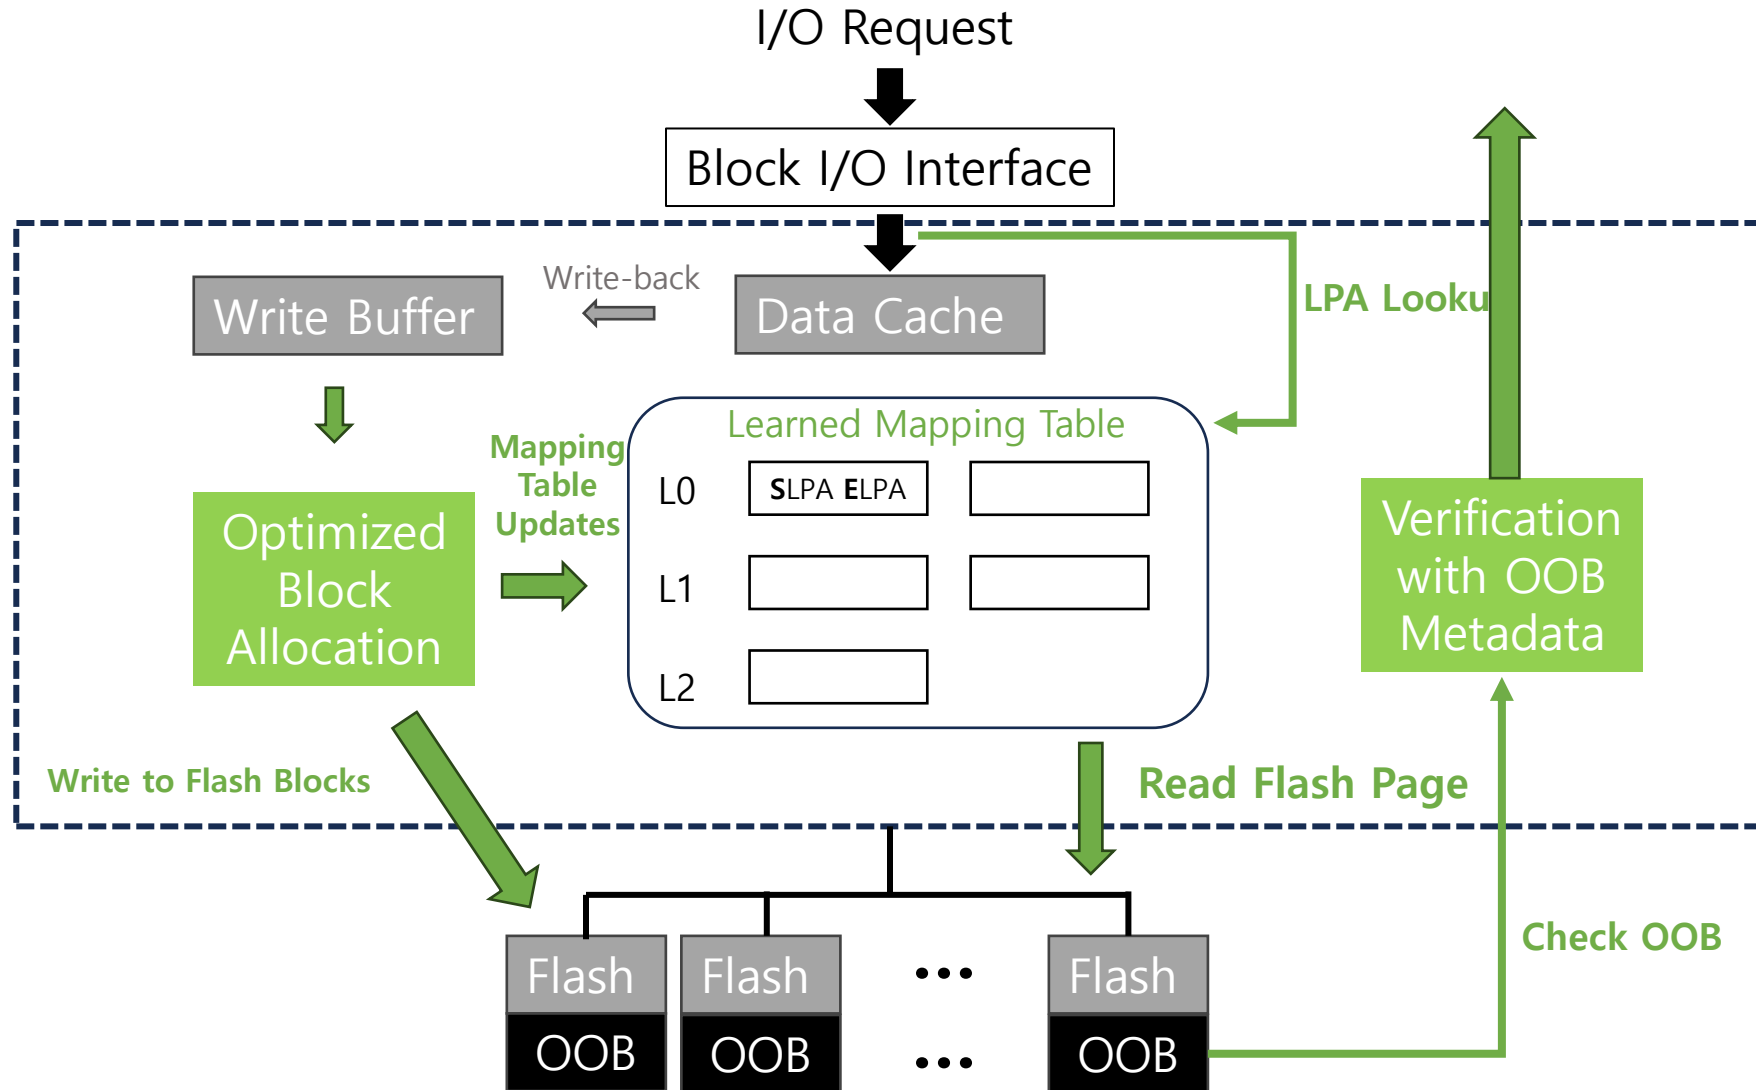 I/O Request
Block I/O Interface
Write-back
Write Buffer
Data Cache
LPA Looku
Learned Mapping Table
Mapping
Table
Updates
L0
SLPA ELPA
L1
L2
Optimized
Block
Allocation
Verification
with OOB
Metadata
Write to Flash Blocks
Read Flash Page
Check OOB
Flash
Flash
...
Flash
OOB
OOB
...
OOB